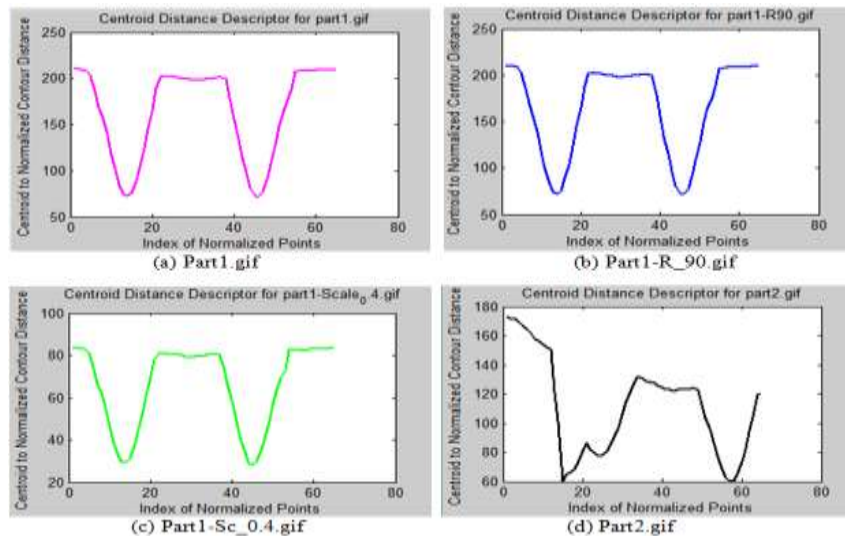 Centroid Distance Descriptor for part1.gif
Centroid to Normalized Contour Distance
250
200
150
100
50
0 20 40 60 80
Index of Normalized Points
(a) Part1.gif
Centroid Distance Descriptor for part1-R90.gif
Centroid to Normalized Contour Distance
250
200
150
100
50
0 20 40 60 80
Index of Normalized Points
(b) Part1-R_90.gif
Centroid Distance Descriptor for part1-Scale0 4.gif
Centroid to Normalized Contour Distance
100
80
60
40
20
0 20 40 60 80
Index of Normalized Points
(c) Part1-Sc_0.4.gif
Centroid Distance Descriptor for part2.gif
Centroid to Normalized Contour Distance
180
160
140
120
100
80
60
0 20 40 60 80
Index of Normalized Points
(d) Part2.gif